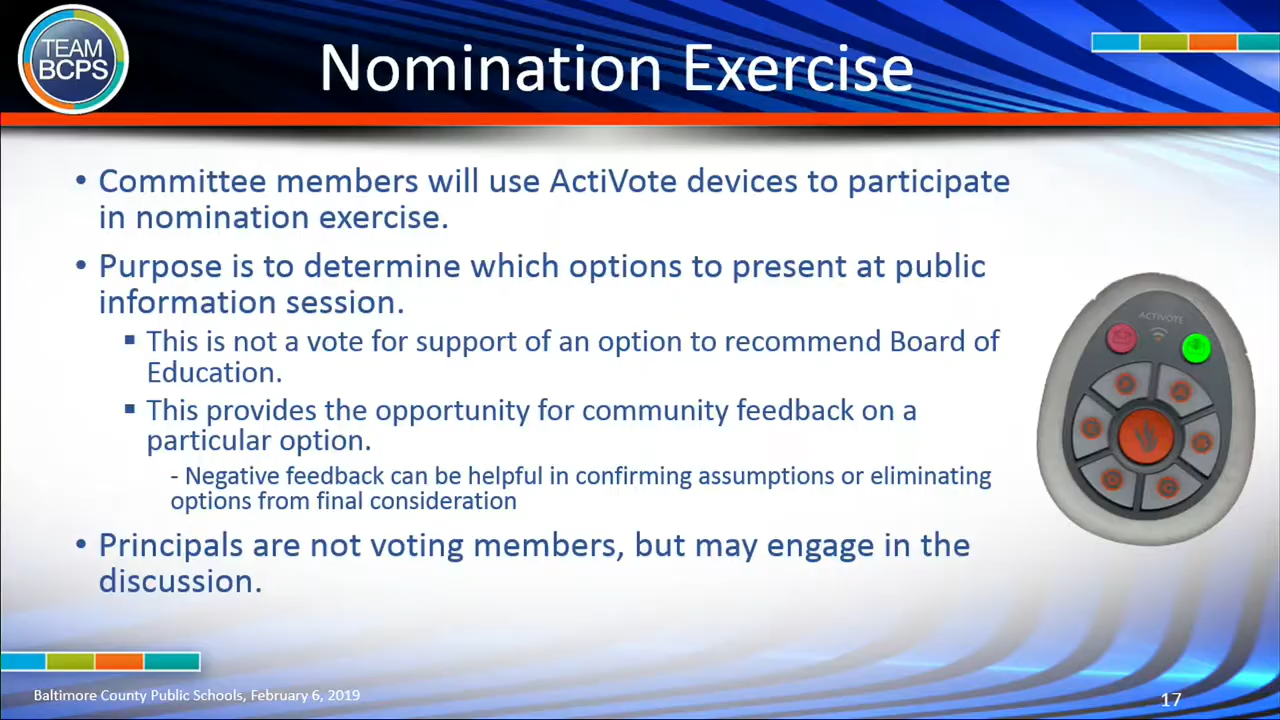 TEAM
BCPS
Nomination Exercise
• Committee members will use ActiVote devices to participate
in nomination exercise.
• Purpose is to determine which options to present at public
information session.
▪ This is not a vote for support of an option to recommend Board of
Education.
▪ This provides the opportunity for community feedback on a
particular option.
- Negative feedback can be helpful in confirming assumptions or eliminating
options from final consideration
• Principals are not voting members, but may engage in the
discussion.
ACTIVOTE
Baltimore County Public Schools, February 6, 2019
17